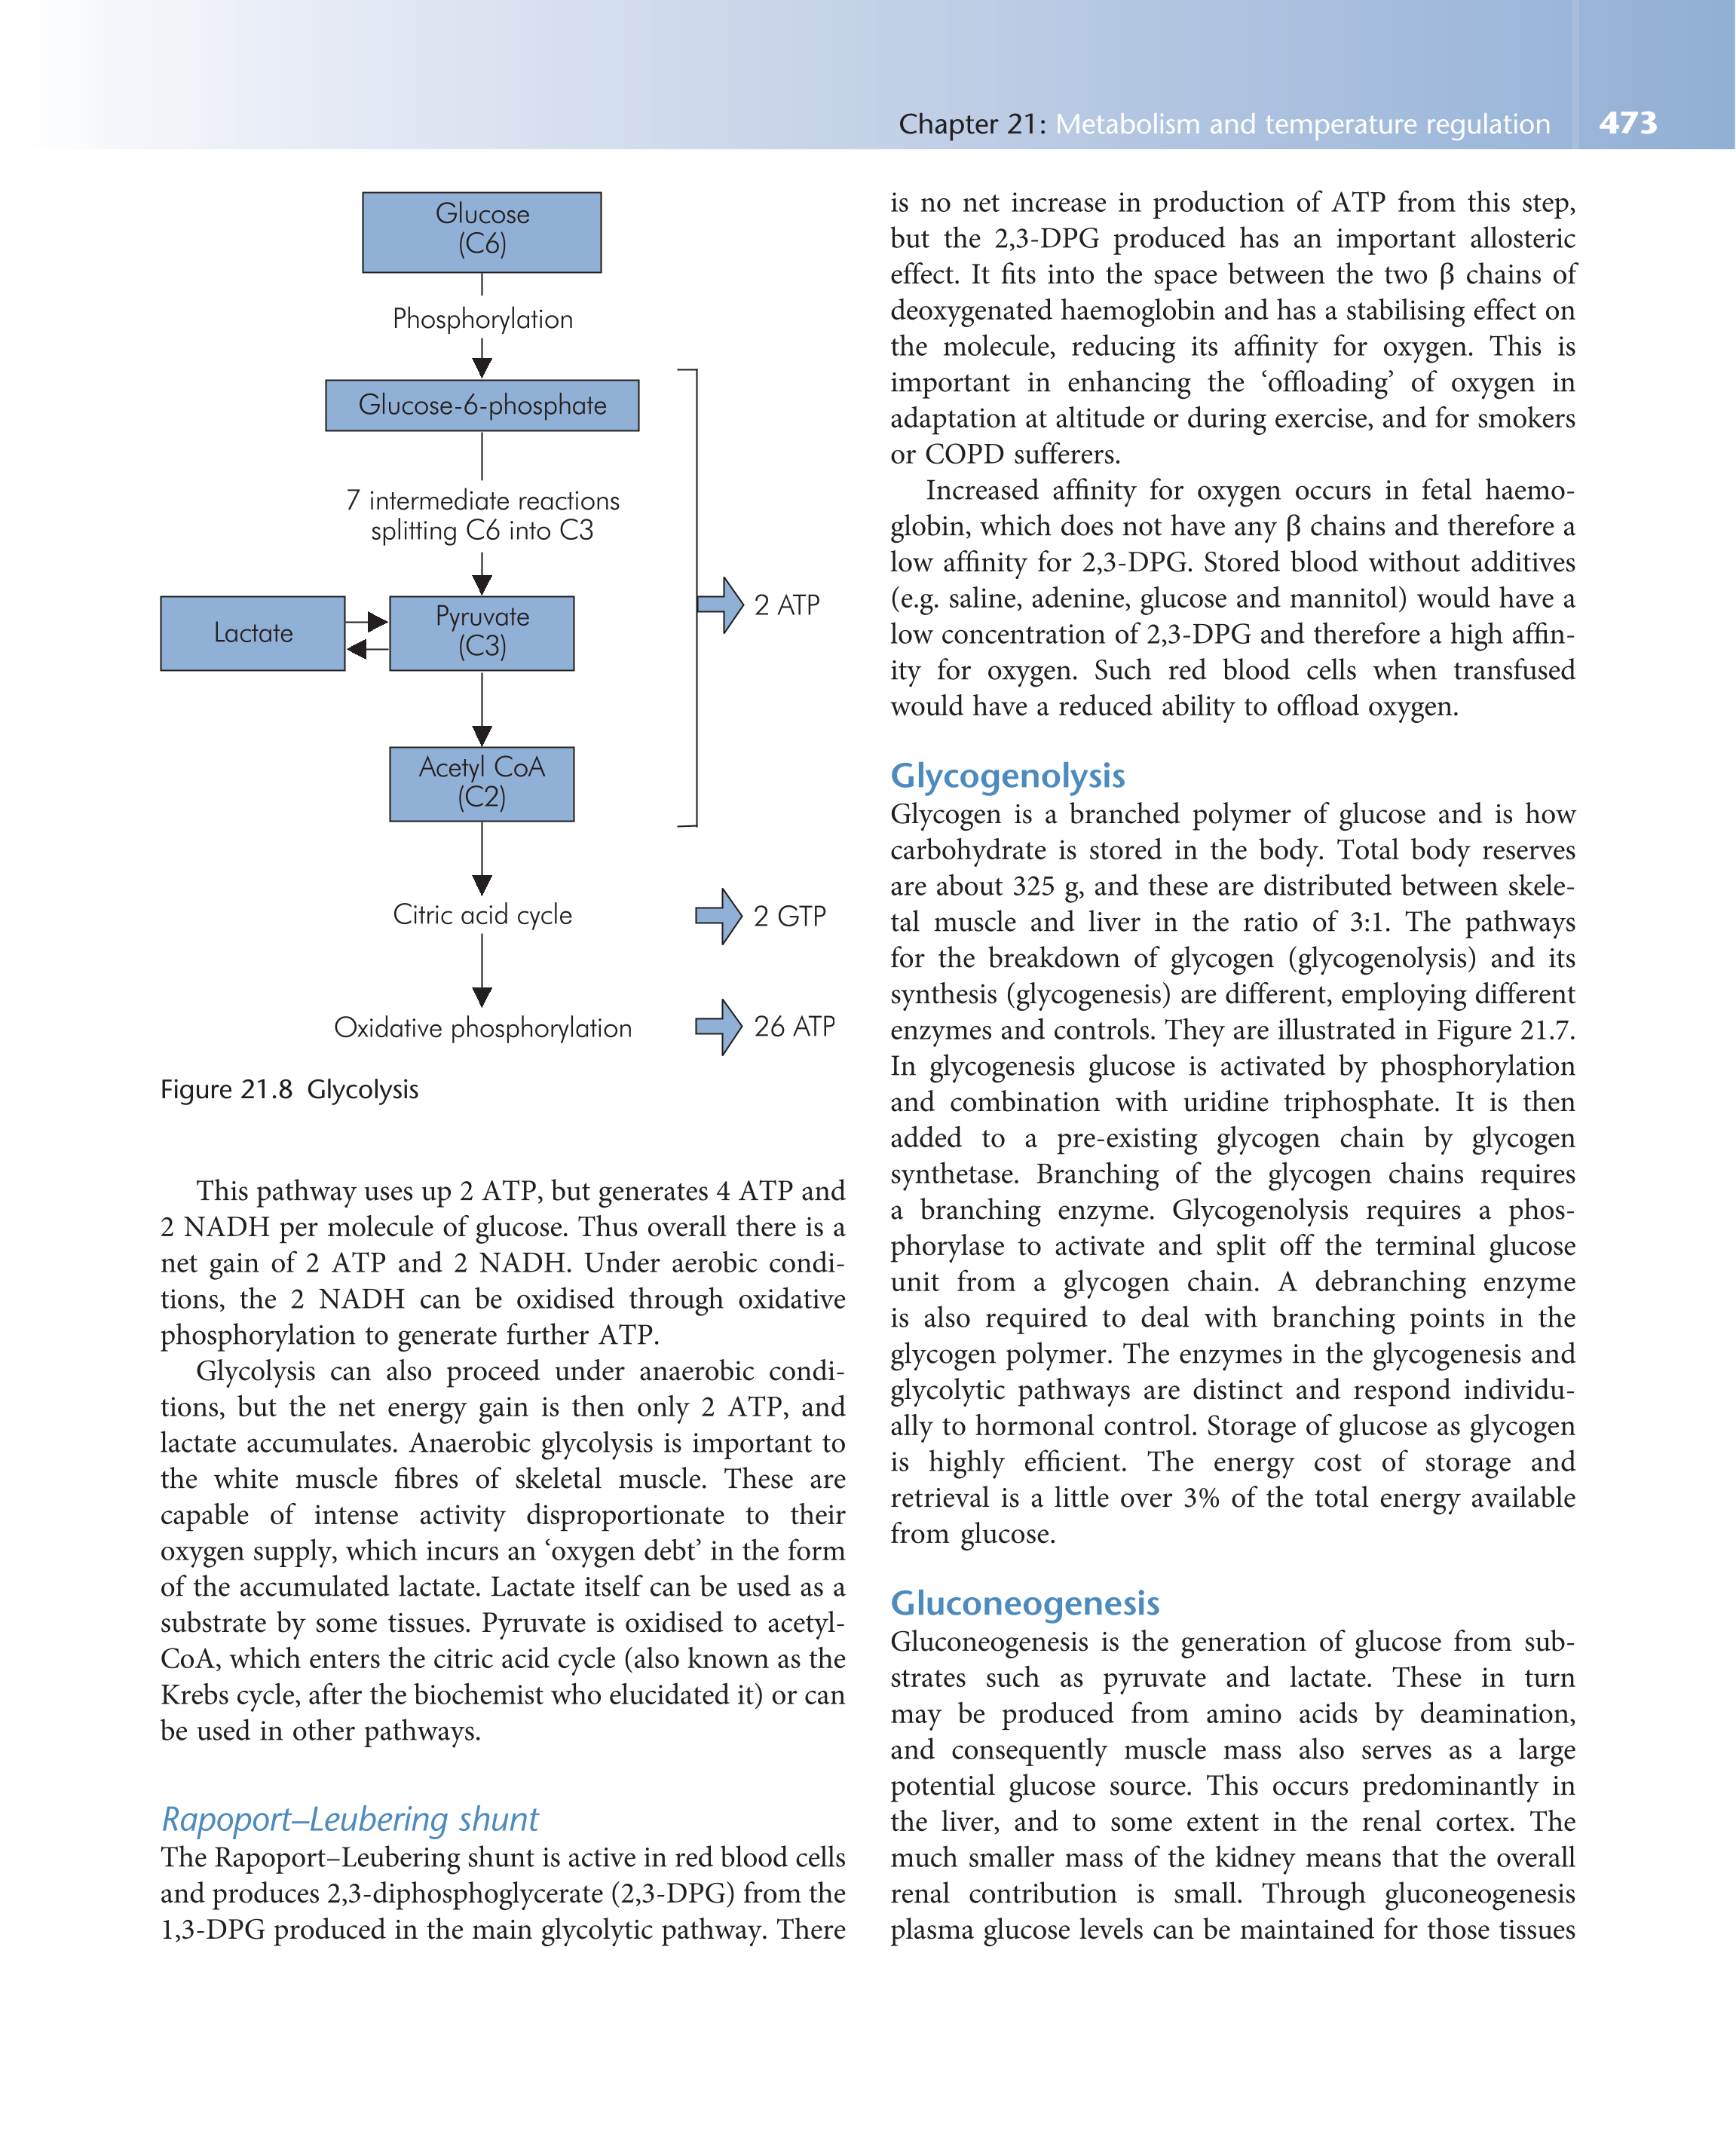 Chapter 21: Metabolism and temperature regulation 473
Glucose
(C6)
Phosphorylation
Glucose-6-phosphate
7 intermediate reactions
splitting C6 into C3
Lactate
Pyruvate
(C3)
2 ATP
Acetyl CoA
(C2)
Citric acid cycle
2 GTP
Oxidative phosphorylation
26 ATP
Figure 21.8 Glycolysis
This pathway uses up 2 ATP, but generates 4 ATP and
2 NADH per molecule of glucose. Thus overall there is a
net gain of 2 ATP and 2 NADH. Under aerobic condi-
tions, the 2 NADH can be oxidised through oxidative
phosphorylation to generate further ATP.
Glycolysis can also proceed under anaerobic condi-
tions, but the net energy gain is then only 2 ATP, and
lactate accumulates. Anaerobic glycolysis is important to
the white muscle fibres of skeletal muscle. These are
capable of intense activity disproportionate to their
oxygen supply, which incurs an ‘oxygen debt’ in the form
of the accumulated lactate. Lactate itself can be used as a
substrate by some tissues. Pyruvate is oxidised to acetyl-
CoA, which enters the citric acid cycle (also known as the
Krebs cycle, after the biochemist who elucidated it) or can
be used in other pathways.
Rapoport–Leubering shunt
The Rapoport–Leubering shunt is active in red blood cells
and produces 2,3-diphosphoglycerate (2,3-DPG) from the
1,3-DPG produced in the main glycolytic pathway. There
is no net increase in production of ATP from this step,
but the 2,3-DPG produced has an important allosteric
effect. It fits into the space between the two β chains of
deoxygenated haemoglobin and has a stabilising effect on
the molecule, reducing its affinity for oxygen. This is
important in enhancing the ‘offloading’ of oxygen in
adaptation at altitude or during exercise, and for smokers
or COPD sufferers.
Increased affinity for oxygen occurs in fetal haemo-
globin, which does not have any β chains and therefore a
low affinity for 2,3-DPG. Stored blood without additives
(e.g. saline, adenine, glucose and mannitol) would have a
low concentration of 2,3-DPG and therefore a high affin-
ity for oxygen. Such red blood cells when transfused
would have a reduced ability to offload oxygen.
Glycogenolysis
Glycogen is a branched polymer of glucose and is how
carbohydrate is stored in the body. Total body reserves
are about 325 g, and these are distributed between skele-
tal muscle and liver in the ratio of 3:1. The pathways
for the breakdown of glycogen (glycogenolysis) and its
synthesis (glycogenesis) are different, employing different
enzymes and controls. They are illustrated in Figure 21.7.
In glycogenesis glucose is activated by phosphorylation
and combination with uridine triphosphate. It is then
added to a pre-existing glycogen chain by glycogen
synthetase. Branching of the glycogen chains requires
a branching enzyme. Glycogenolysis requires a phos-
phorylase to activate and split off the terminal glucose
unit from a glycogen chain. A debranching enzyme
is also required to deal with branching points in the
glycogen polymer. The enzymes in the glycogenesis and
glycolytic pathways are distinct and respond individu-
ally to hormonal control. Storage of glucose as glycogen
is highly efficient. The energy cost of storage and
retrieval is a little over 3% of the total energy available
from glucose.
Gluconeogenesis
Gluconeogenesis is the generation of glucose from sub-
strates such as pyruvate and lactate. These in turn
may be produced from amino acids by deamination,
and consequently muscle mass also serves as a large
potential glucose source. This occurs predominantly in
the liver, and to some extent in the renal cortex. The
much smaller mass of the kidney means that the overall
renal contribution is small. Through gluconeogenesis
plasma glucose levels can be maintained for those tissues